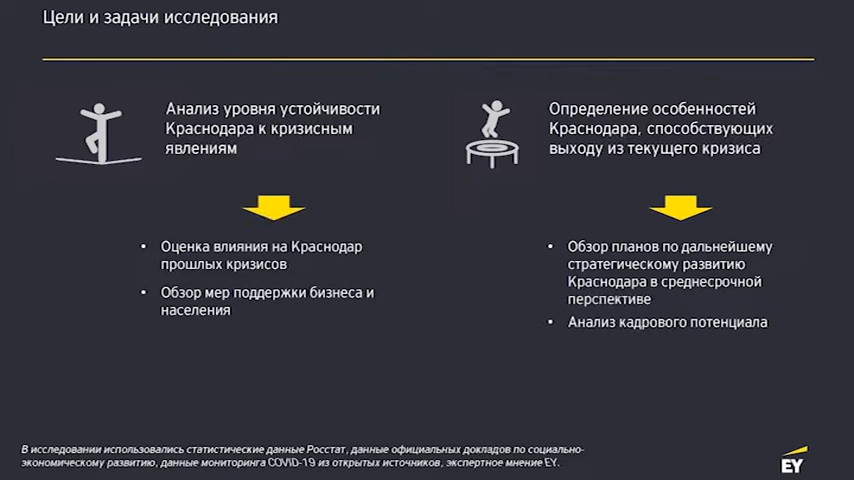 Цели и задачи исследования
Анализ уровня устойчивости
Краснодара к кризисным
явлениям
Определение особенностей
Краснодара, способствующих
выходу из текущего кризиса
• Оценка влияния на Краснодар
прошлых кризисов
• Обзор мер поддержки бизнеса и
населения
• Обзор планов по дальнейшему
стратегическому развитию
Краснодара в среднесрочной
перспективе
• Анализ кадрового потенциала
В исследовании использовались статистические данные Росстат, данные официальных докладов по социально-
экономическому развитию, данные мониторинга COVID-19 из открытых источников, экспертное мнение EY.
EY